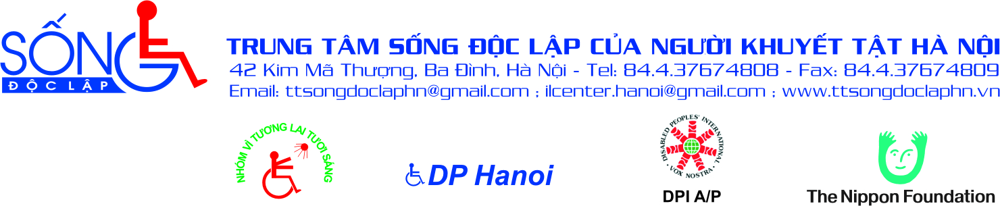 SỐNG
ĐỘC LẬP
TRUNG TÂM SỐNG ĐỘC LẬP CỦA NGƯỜI KHUYẾT TẬT HÀ NỘI
42 Kim Mã Thượng, Ba Đình, Hà Nội - Tel: 84.4.37674808 - Fax: 84.4.37674809
Email: ttsongdoclaphn@gmail.com ; ilcenter.hanoi@gmail.com ; www.ttsongdoclaphn.vn
NHÓM VÌ TƯƠNG LAI TƯƠI SÁNG
DP Hanoi
DISABLED PEOPLES' INTERNATIONAL
· VOX NOSTRA ·
DPI A/P
The Nippon Foundation